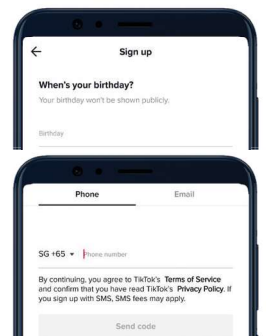 Sign up
When's your birthday?
Your birthday won't be shown publicly.
Birthday
Phone Email
SG +65 Phone number
By continuing, you agree to TikTok's Terms of Service
and confirm that you have read TikTok's Privacy Policy. If
you sign up with SMS, SMS fees may apply.
Send code